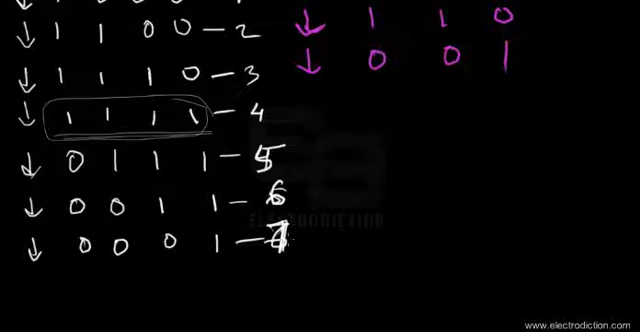 ↓ 1 1 0 0 – 2
↓ 1 1 1 0 – 3
↓ 1 1 1 1 – 4
↓ 0 1 1 1 – 5
↓ 0 0 1 1 – 6
↓ 0 0 0 1 – 7
↓ 1 1 0
↓ 0 0 1
ELECTRODICTION
www.electrodiction.com